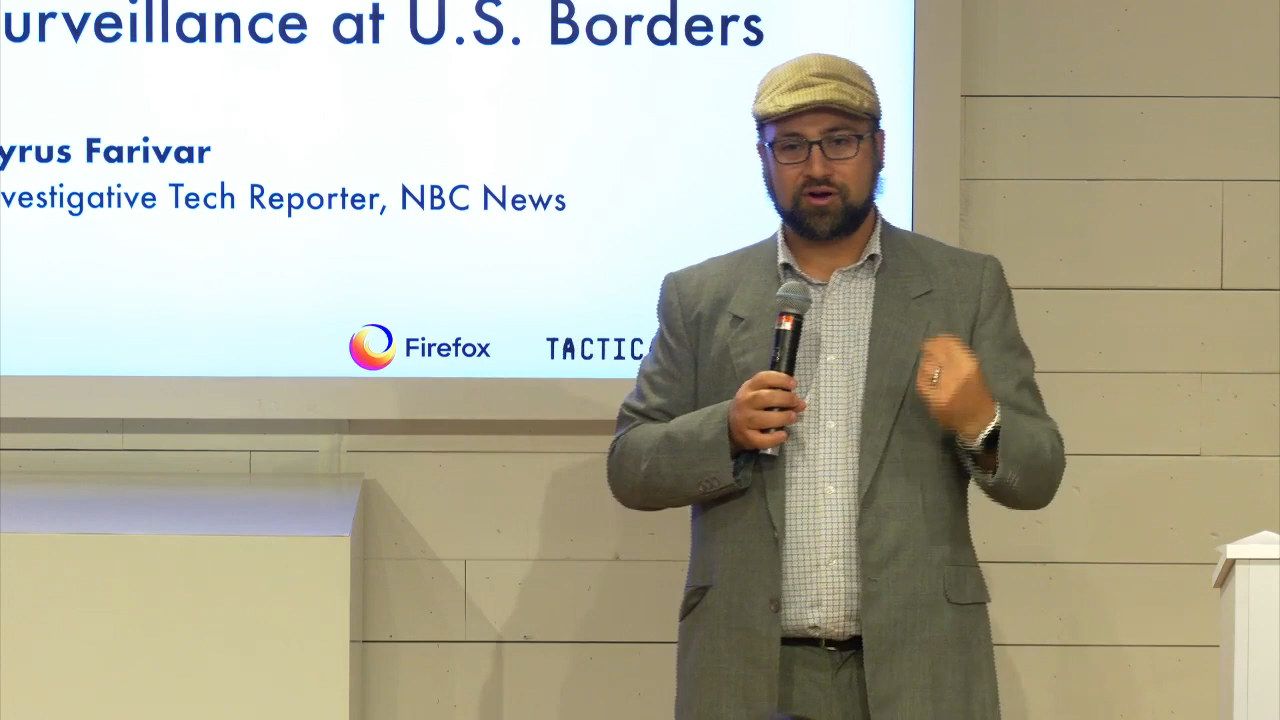 urveillance at U.S. Borders
yrus Farivar
vestigative Tech Reporter, NBC News
Firefox
TACTIC